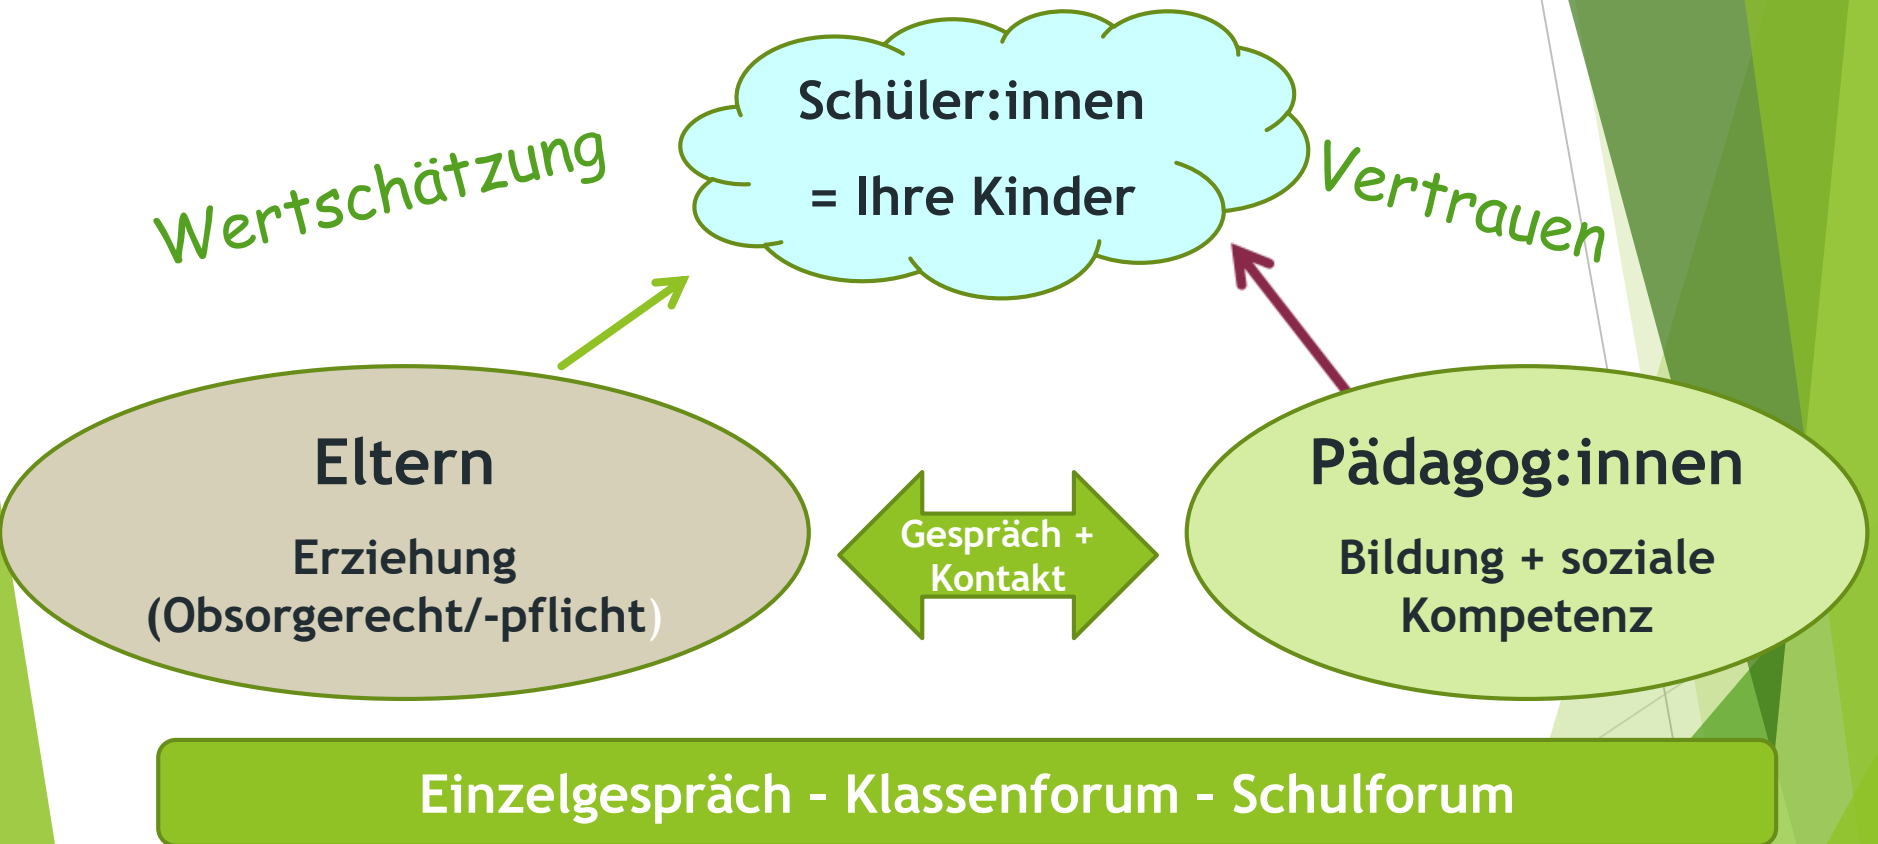 Schüler:innen
= Ihre Kinder
Wertschätzung
Vertrauen
Eltern
Erziehung
(Obsorgerecht/-pflicht)
Gespräch +
Kontakt
Pädagog:innen
Bildung + soziale
Kompetenz
Einzelgespräch – Klassenforum – Schulforum